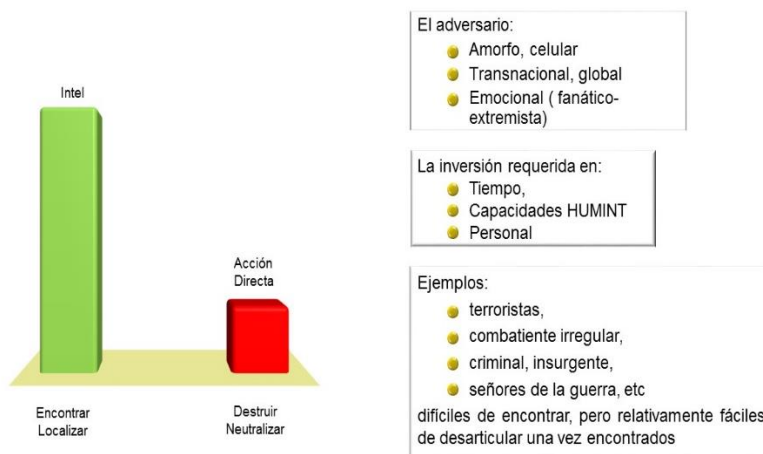 Intel
Acción
Directa
Encontrar
Localizar
Destruir
Neutralizar
El adversario:
Amorfo, celular
Transnacional, global
Emocional ( fanático-
extremista)
La inversión requerida en:
Tiempo,
Capacidades HUMINT
Personal
Ejemplos:
terroristas,
combatiente irregular,
criminal, insurgente,
señores de la guerra, etc
difíciles de encontrar, pero relativamente fáciles
de desarticular una vez encontrados